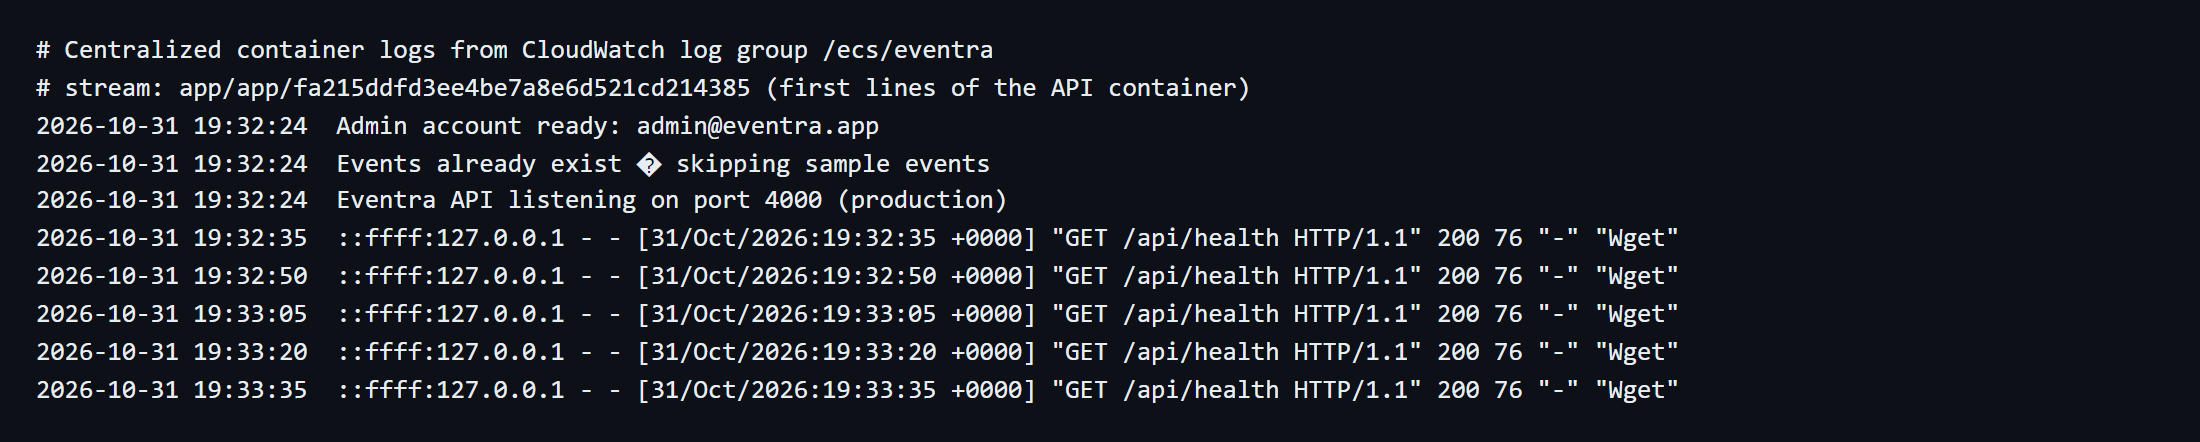 # Centralized container logs from CloudWatch log group /ecs/eventra
# stream: app/app/fa215ddfd3ee4be7a8e6d521cd214385 (first lines of the API container)
2026-10-31 19:32:24  Admin account ready: admin@eventra.app
2026-10-31 19:32:24  Events already exist � skipping sample events
2026-10-31 19:32:24  Eventra API listening on port 4000 (production)
2026-10-31 19:32:35  ::ffff:127.0.0.1 - - [31/Oct/2026:19:32:35 +0000] "GET /api/health HTTP/1.1" 200 76 "-" "Wget"
2026-10-31 19:32:50  ::ffff:127.0.0.1 - - [31/Oct/2026:19:32:50 +0000] "GET /api/health HTTP/1.1" 200 76 "-" "Wget"
2026-10-31 19:33:05  ::ffff:127.0.0.1 - - [31/Oct/2026:19:33:05 +0000] "GET /api/health HTTP/1.1" 200 76 "-" "Wget"
2026-10-31 19:33:20  ::ffff:127.0.0.1 - - [31/Oct/2026:19:33:20 +0000] "GET /api/health HTTP/1.1" 200 76 "-" "Wget"
2026-10-31 19:33:35  ::ffff:127.0.0.1 - - [31/Oct/2026:19:33:35 +0000] "GET /api/health HTTP/1.1" 200 76 "-" "Wget"